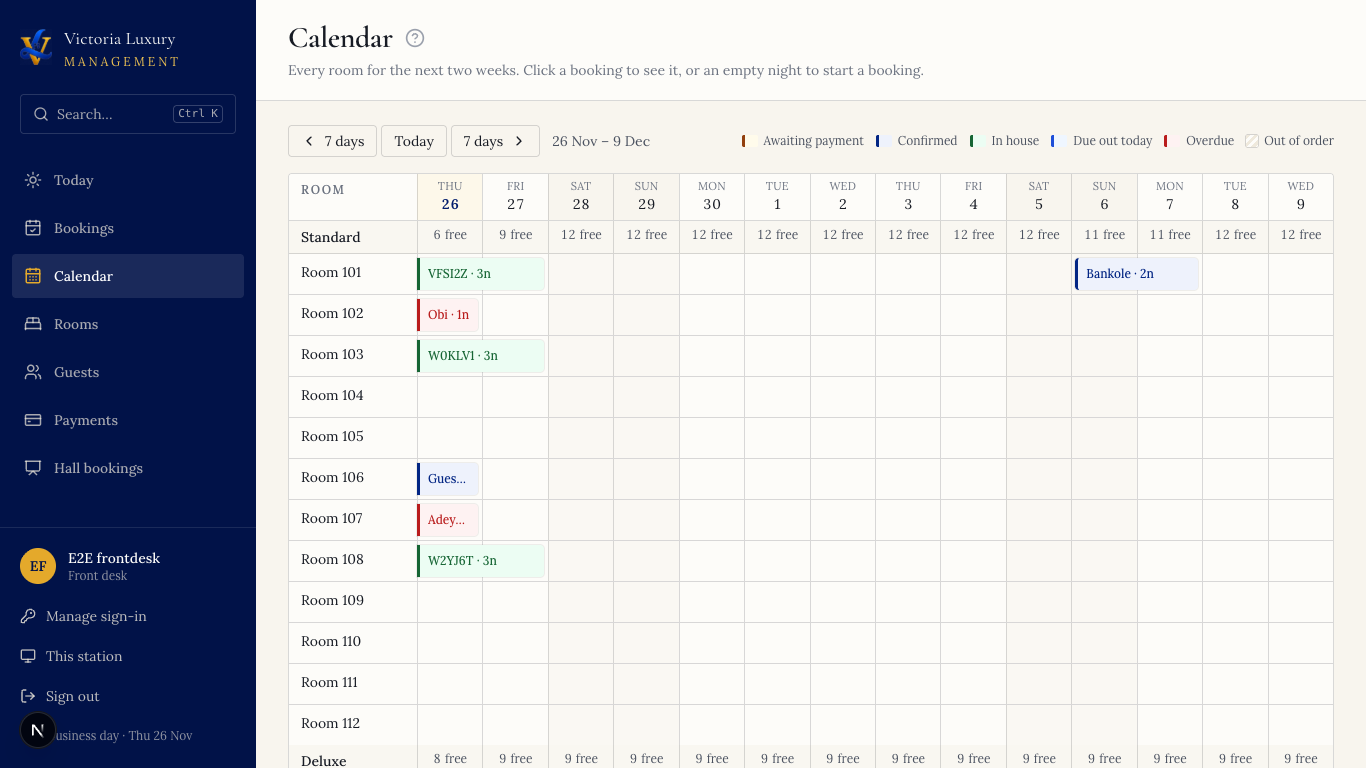 Victoria Luxury
MANAGEMENT
Search...
Ctrl K
Today
Bookings
Calendar
Rooms
Guests
Payments
Hall bookings
EF
E2E frontdesk
Front desk
Manage sign-in
This station
Sign out
N
usiness day · Thu 26 Nov
Calendar ?
Every room for the next two weeks. Click a booking to see it, or an empty night to start a booking.
7 days
Today
7 days
26 Nov – 9 Dec
Awaiting payment
Confirmed
In house
Due out today
Overdue
Out of order
ROOM THU 26 FRI 27 SAT 28 SUN 29 MON 30 TUE 1 WED 2 THU 3 FRI 4 SAT 5 SUN 6 MON 7 TUE 8 WED 9
Standard 6 free 9 free 12 free 12 free 12 free 12 free 12 free 12 free 12 free 12 free 11 free 11 free 12 free 12 free
Room 101 VFSI2Z · 3n Bankole · 2n
Room 102 Obi · 1n
Room 103 W0KLV1 · 3n
Room 104
Room 105
Room 106 Gues...
Room 107 Adey...
Room 108 W2YJ6T · 3n
Room 109
Room 110
Room 111
Room 112
Deluxe 8 free 9 free 9 free 9 free 9 free 9 free 9 free 9 free 9 free 9 free 9 free 9 free 9 free 9 free